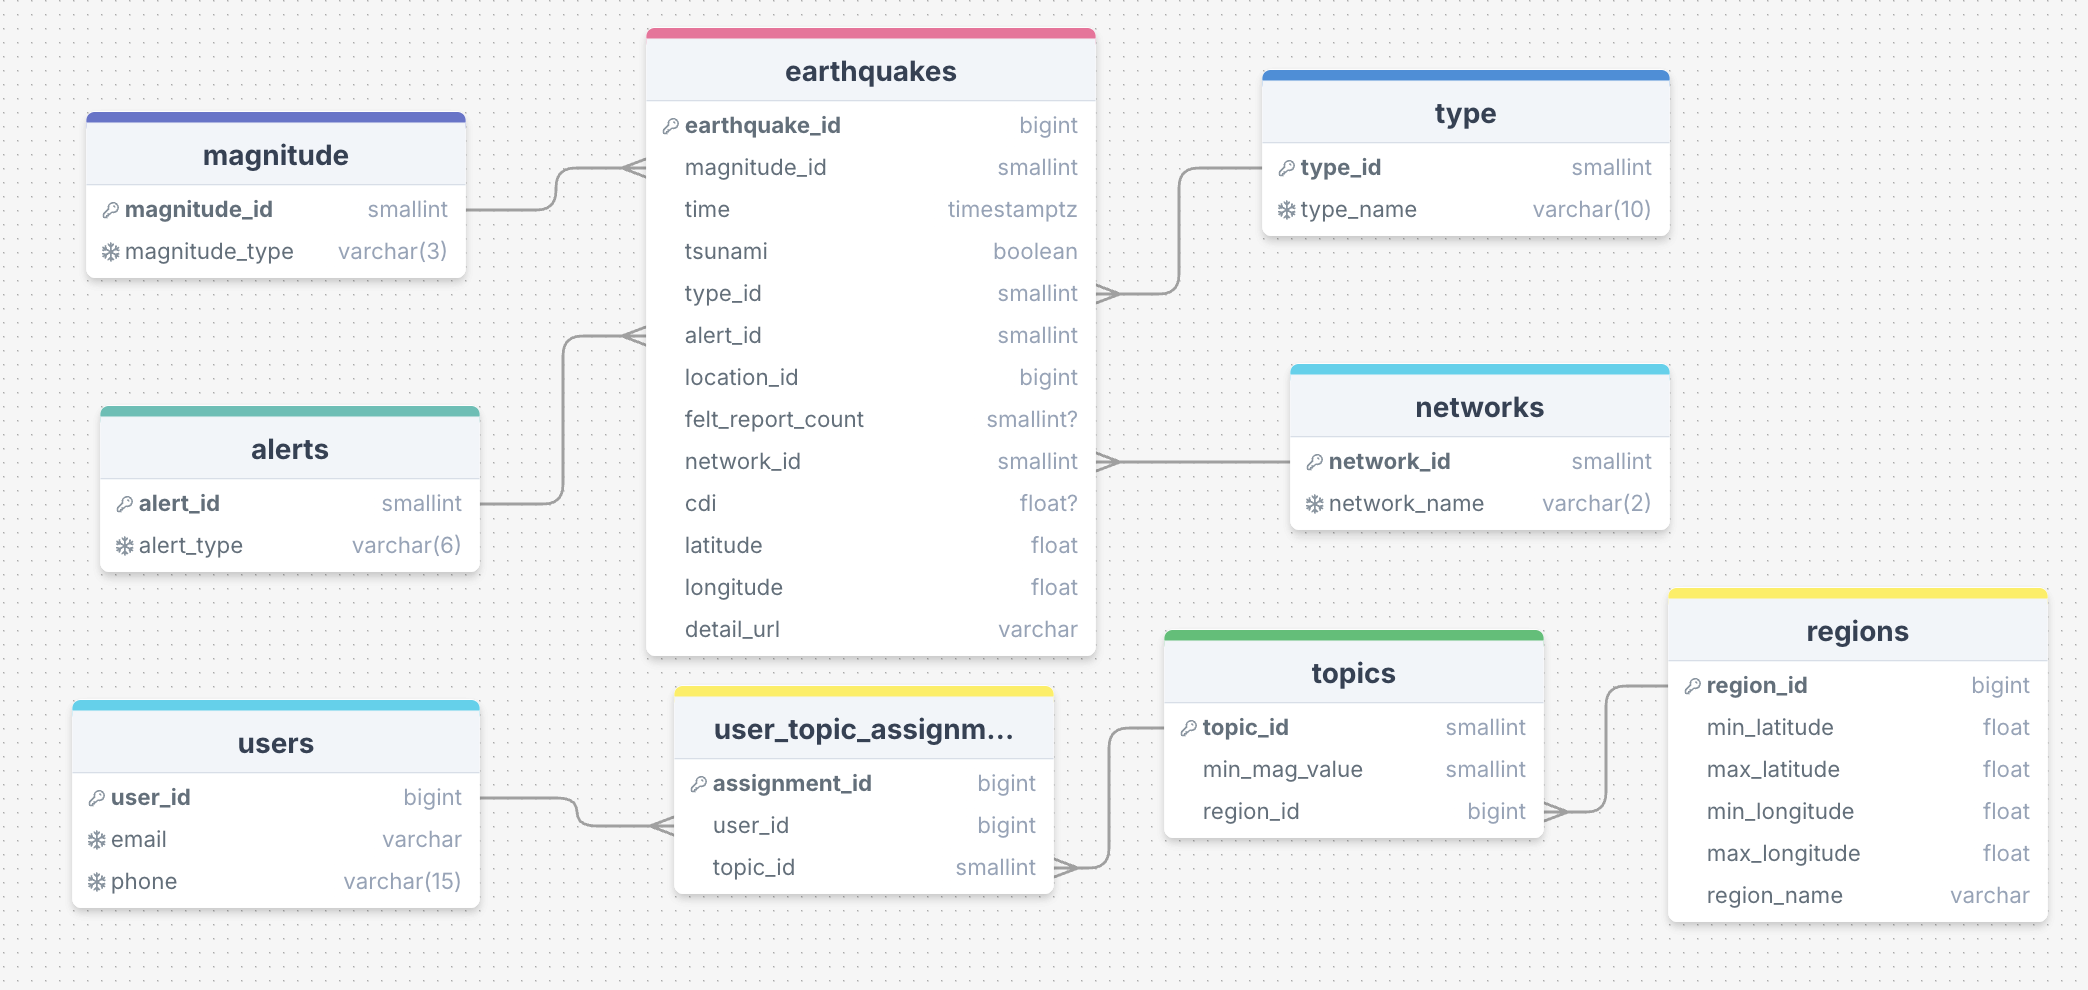 magnitude
magnitude_id smallint
magnitude_type varchar(3)
earthquakes
earthquake_id bigint
magnitude_id smallint
time timestamptz
tsunami boolean
type_id smallint
alert_id smallint
location_id bigint
felt_report_count smallint?
network_id smallint
cdi float?
latitude float
longitude float
detail_url varchar
type
type_id smallint
type_name varchar(10)
alerts
alert_id smallint
alert_type varchar(6)
networks
network_id smallint
network_name varchar(2)
users
user_id bigint
email varchar
phone varchar(15)
user_topic_assignm...
assignment_id bigint
user_id bigint
topic_id smallint
topics
topic_id smallint
min_mag_value smallint
region_id bigint
regions
region_id bigint
min_latitude float
max_latitude float
min_longitude float
max_longitude float
region_name varchar